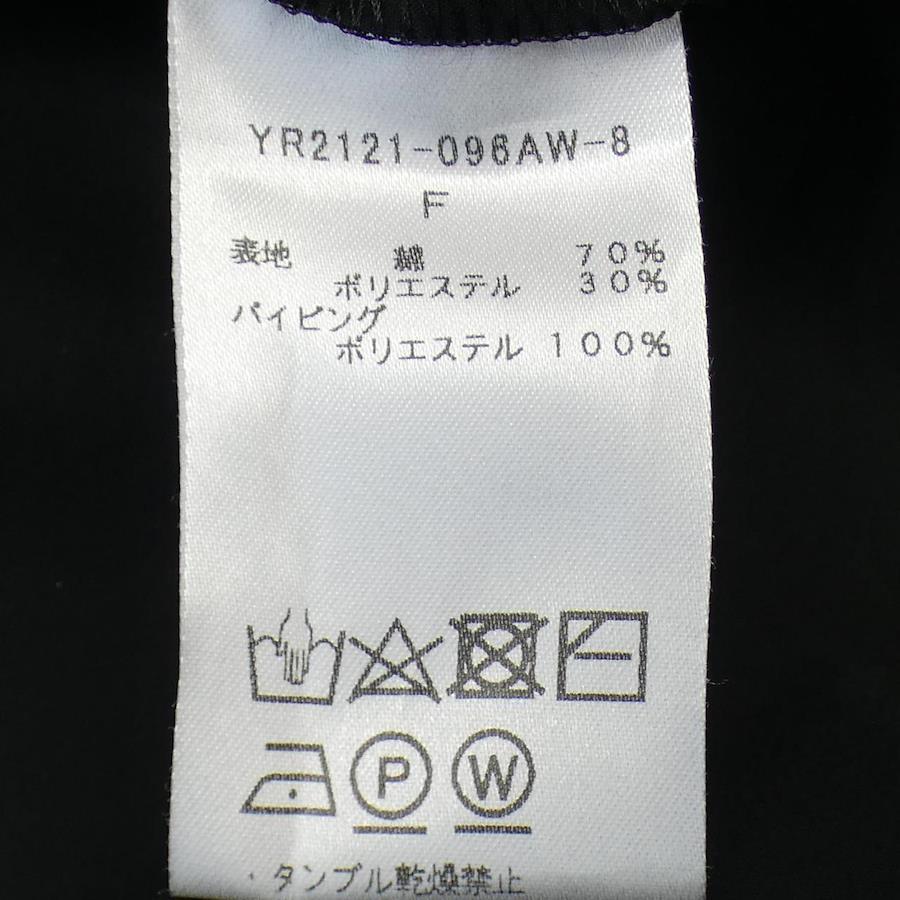 YR2121-096AW-8
F
表地 綿 70%
ポリエステル 30%
パイピング
ポリエステル 100%
P W
・タンブル乾燥禁止